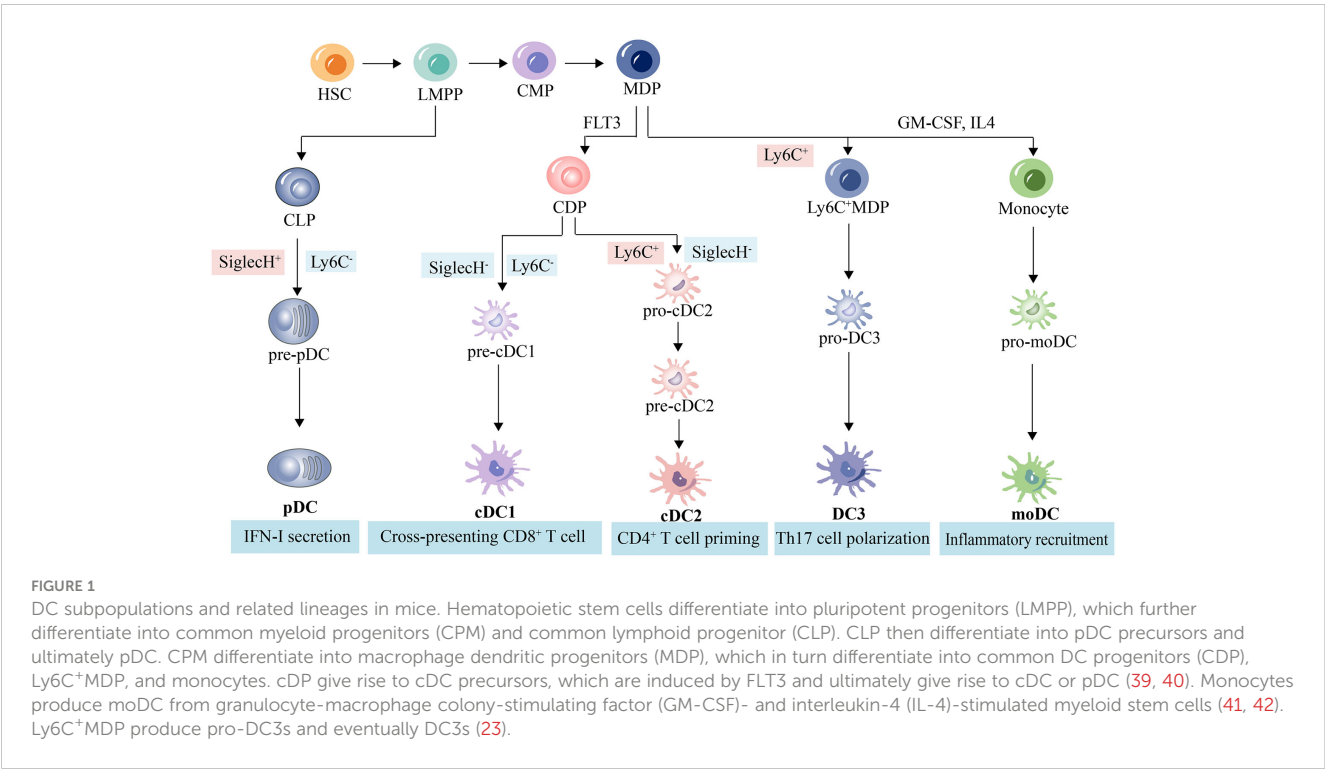 HSC
LMPP
CMP
MDP
FLT3
GM-CSF, IL4
Ly6C⁺
CLP
CDP
Ly6C⁺MDP
Monocyte
SiglecH⁺
Ly6C⁻
SiglecH⁻
Ly6C⁻
Ly6C⁺
SiglecH⁻
pre-pDC
pre-cDC1
pro-cDC2
pro-DC3
pro-moDC
pre-cDC2
pDC
cDC1
cDC2
DC3
moDC
IFN-I secretion
Cross-presenting CD8⁺ T cell
CD4⁺ T cell priming
Th17 cell polarization
Inflammatory recruitment
FIGURE 1
DC subpopulations and related lineages in mice. Hematopoietic stem cells differentiate into pluripotent progenitors (LMPP), which further
differentiate into common myeloid progenitors (CPM) and common lymphoid progenitor (CLP). CLP then differentiate into pDC precursors and
ultimately pDC. CPM differentiate into macrophage dendritic progenitors (MDP), which in turn differentiate into common DC progenitors (CDP),
Ly6C⁺MDP, and monocytes. cDP give rise to cDC precursors, which are induced by FLT3 and ultimately give rise to cDC or pDC (39, 40). Monocytes
produce moDC from granulocyte-macrophage colony-stimulating factor (GM-CSF)- and interleukin-4 (IL-4)-stimulated myeloid stem cells (41, 42).
Ly6C⁺MDP produce pro-DC3s and eventually DC3s (23).